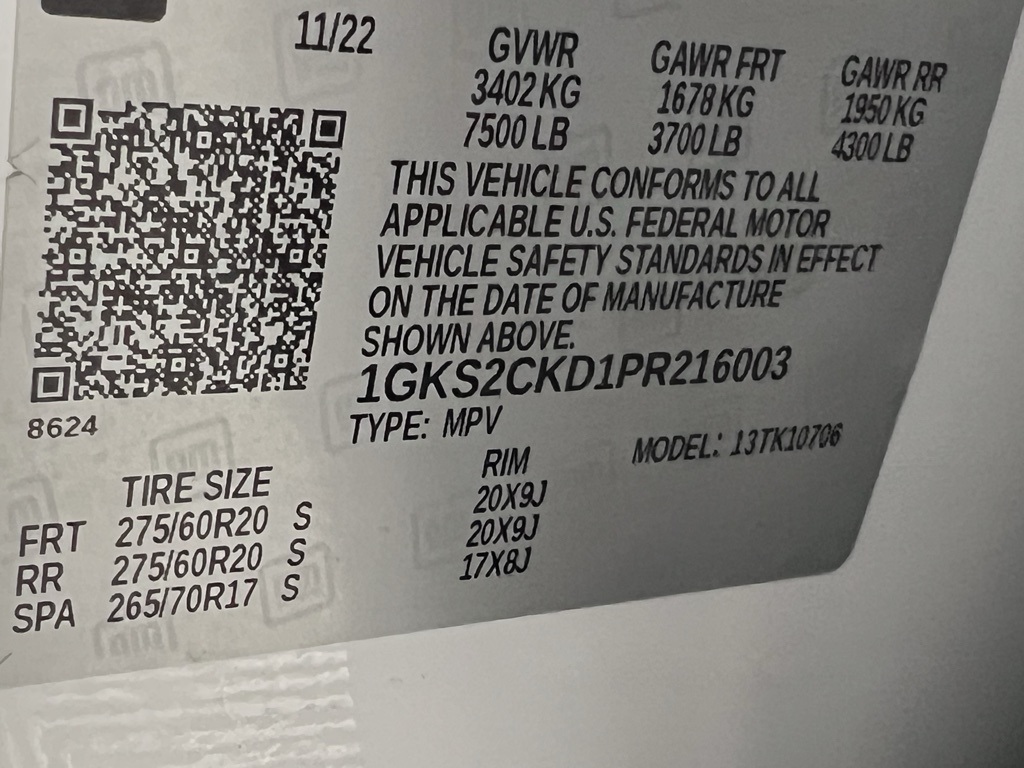 11/22
GVWR GAWR FRT GAWR RR
3402 KG 1678 KG 1950 KG
7500 LB 3700 LB 4300 LB
THIS VEHICLE CONFORMS TO ALL
APPLICABLE U.S. FEDERAL MOTOR
VEHICLE SAFETY STANDARDS IN EFFECT
ON THE DATE OF MANUFACTURE
SHOWN ABOVE.
1GKS2CKD1PR216003
8624
TYPE: MPV MODEL: 13TK10706
TIRE SIZE RIM
FRT 275/60R20 S 20X9J
RR 275/60R20 S 20X9J
SPA 265/70R17 S 17X8J
gm